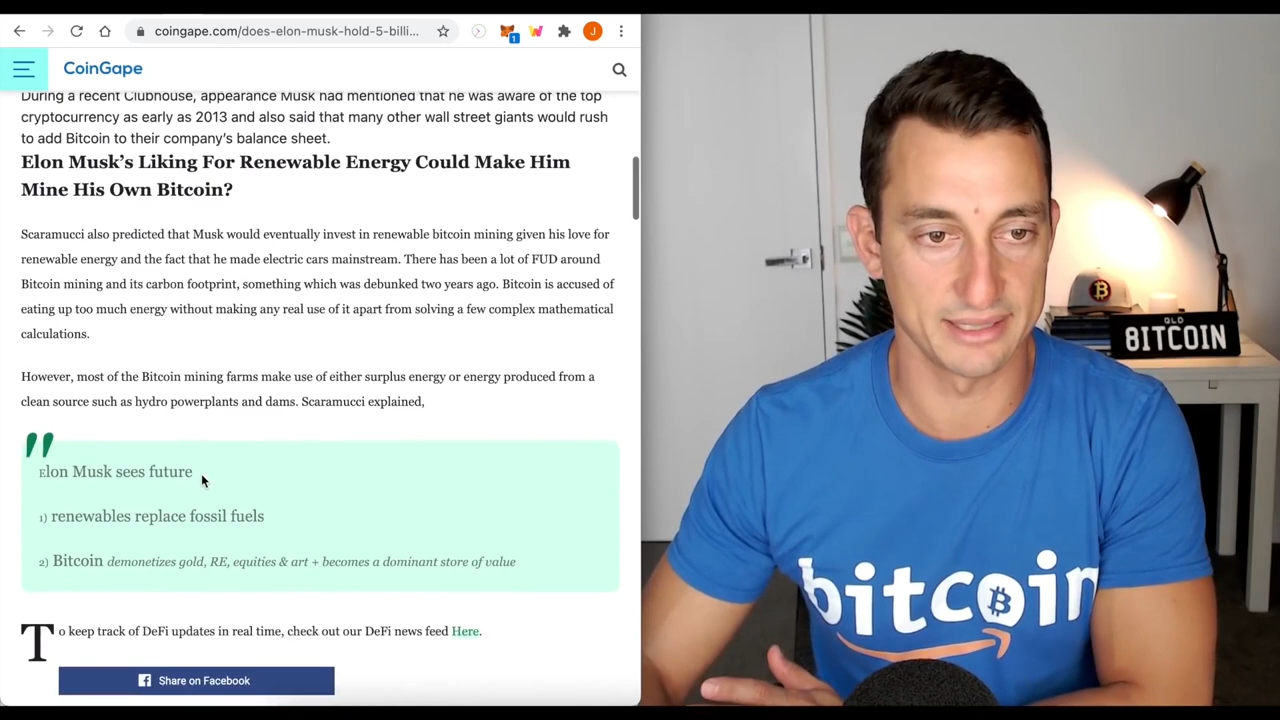 coingape.com/does-elon-musk-hold-5-billi...
1
J
CoinGape
During a recent Clubhouse, appearance Musk had mentioned that he was aware of the top
cryptocurrency as early as 2013 and also said that many other wall street giants would rush
to add Bitcoin to their company's balance sheet.
Elon Musk's Liking For Renewable Energy Could Make Him
Mine His Own Bitcoin?
Scaramucci also predicted that Musk would eventually invest in renewable bitcoin mining given his love for
renewable energy and the fact that he made electric cars mainstream. There has been a lot of FUD around
Bitcoin mining and its carbon footprint, something which was debunked two years ago. Bitcoin is accused of
eating up too much energy without making any real use of it apart from solving a few complex mathematical
calculations.
However, most of the Bitcoin mining farms make use of either surplus energy or energy produced from a
clean source such as hydro powerplants and dams. Scaramucci explained,
"
Elon Musk sees future
1) renewables replace fossil fuels
2) Bitcoin demonetizes gold, RE, equities & art + becomes a dominant store of value
To keep track of DeFi updates in real time, check out our DeFi news feed Here.
Share on Facebook
QLD
8ITCOIN
bitcoin